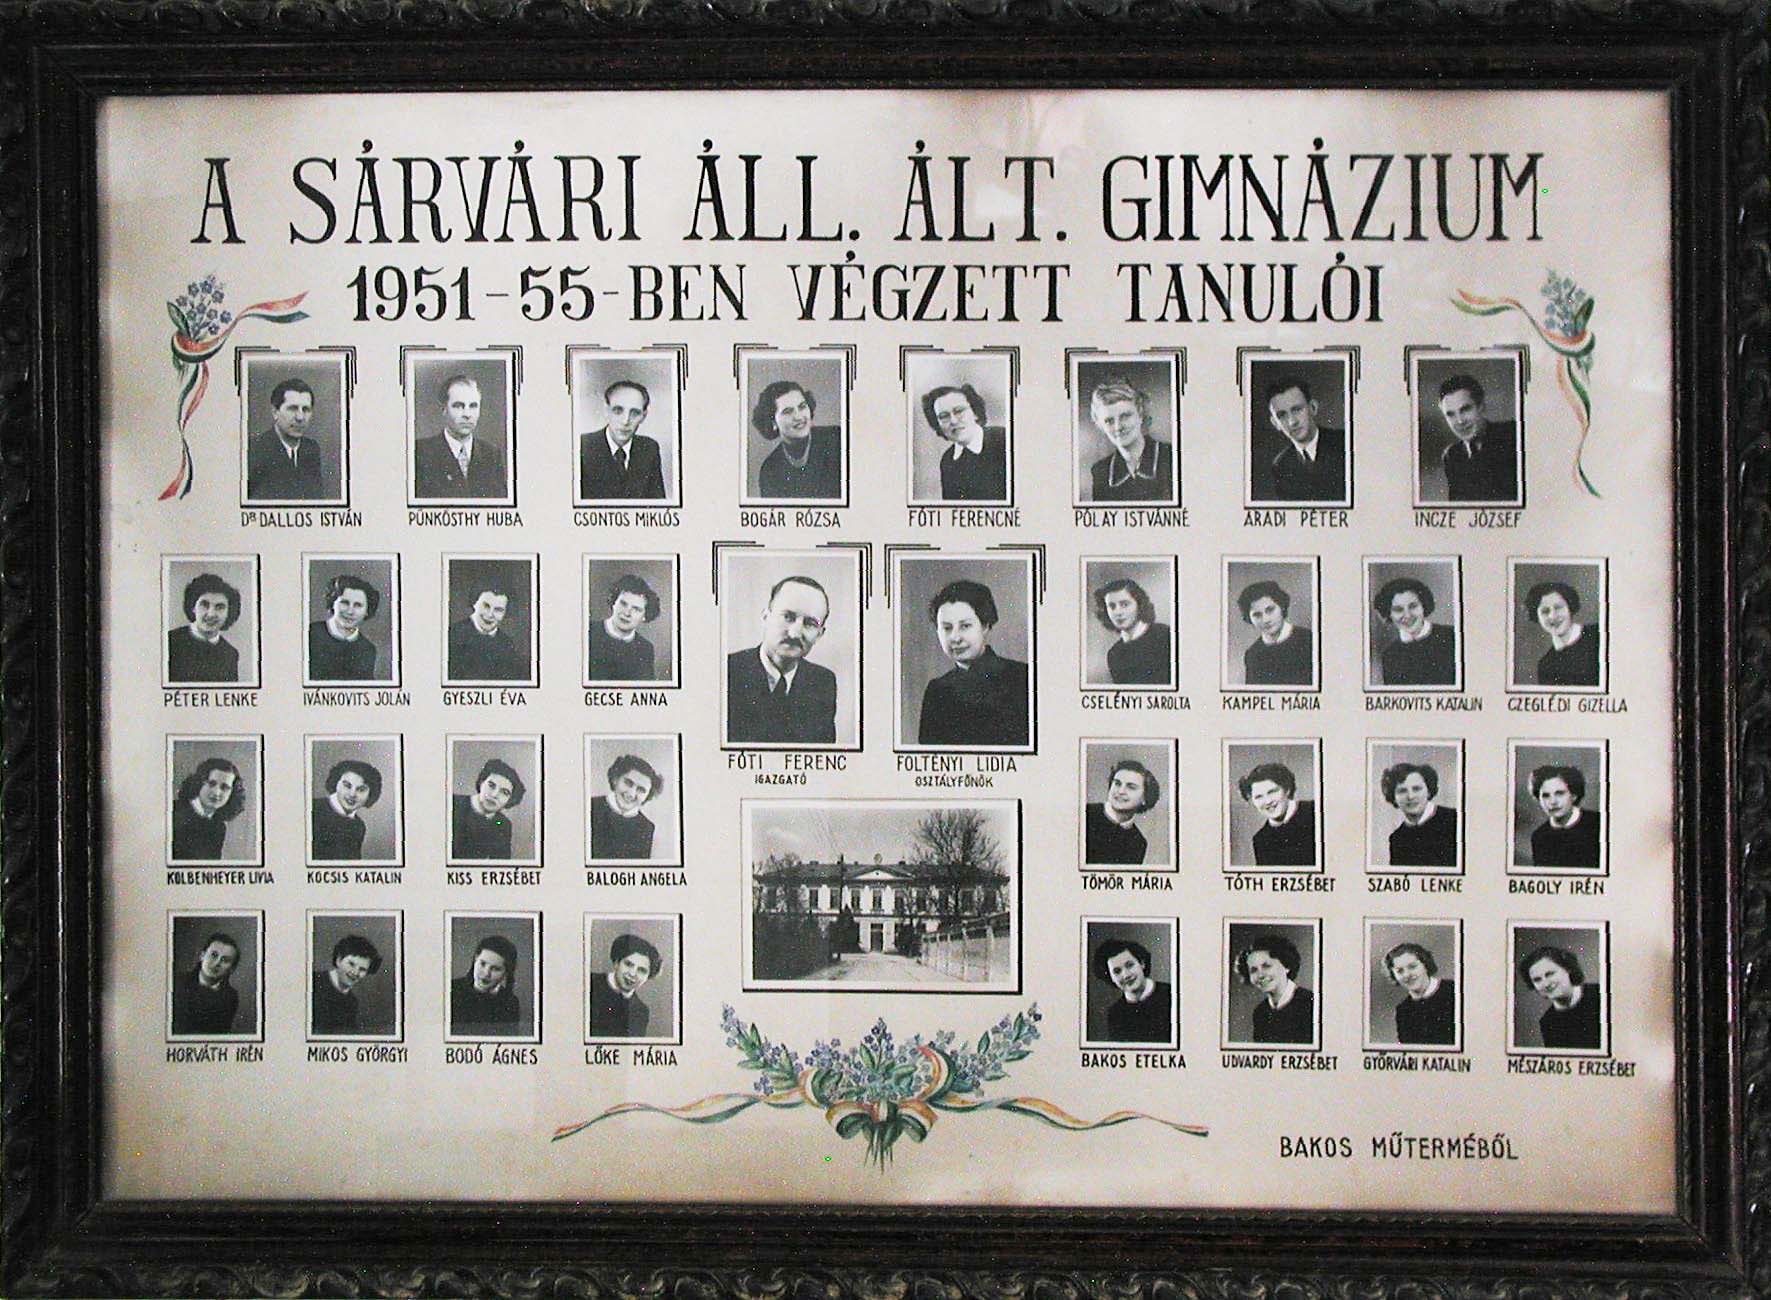 A SÁRVÁRI ÁLL. ÁLT. GIMNÁZIUM
1951-55-BEN VÉGZETT TANULÓI
DR DALLOS ISTVÁN
PÜNKÖSTHY HUBA
CSONTOS MIKLÓS
BOGÁR RÓZSA
FÓTI FERENCNÉ
PÓLAY ISTVÁNNÉ
ARADI PÉTER
INCZE JÓZSEF
PÉTER LENKE
IVÁNKOVITS JOLÁN
GYESZLI ÉVA
GECSE ANNA
FÓTI FERENC
IGAZGATÓ
FÖLTÉNYI LIDIA
OSZTÁLYFŐNÖK
CSELÉNYI SAROLTA
KAMPEL MÁRIA
BARKOVITS KATALIN
CZEGLÉDI GIZELLA
KOLBENHEYER LIVIA
KOCSIS KATALIN
KISS ERZSÉBET
BALOGH ANGELA
TÖMÖR MÁRIA
TÓTH ERZSÉBET
SZABÓ LENKE
BAGOLY IRÉN
HORVÁTH IRÉN
MIKOS GYÖRGYI
BODÓ ÁGNES
LŐKE MÁRIA
BAKOS ETELKA
UDVARDY ERZSÉBET
GYŐRVÁRI KATALIN
MÉSZÁROS ERZSÉBET
BAKOS MŰTERMÉBŐL